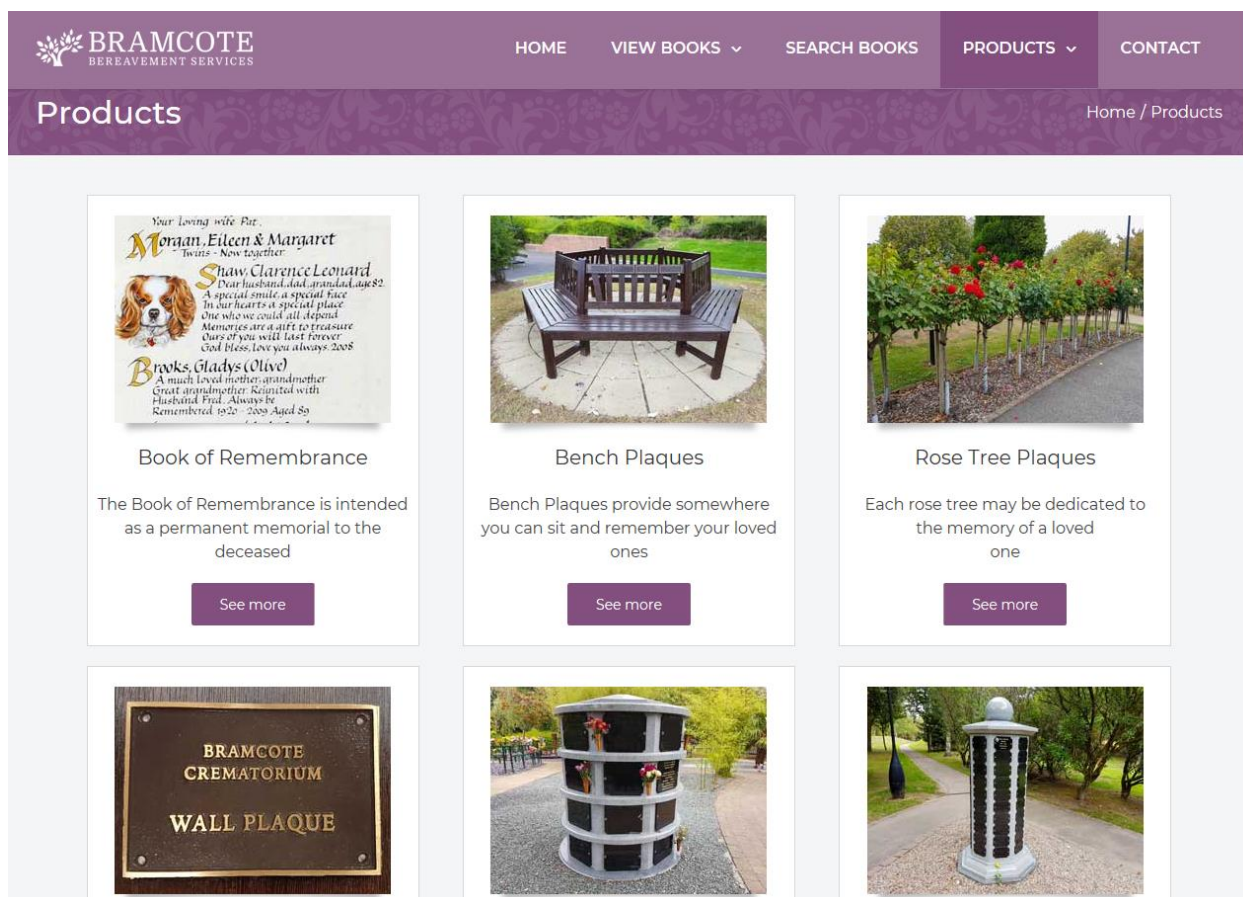 BRAMCOTE
BEREAVEMENT SERVICES
HOME
VIEW BOOKS
SEARCH BOOKS
PRODUCTS
CONTACT
Products
Home / Products
Your loving wife Pat.
Morgan, Eileen & Margaret
Twins - Now together
Shaw, Clarence Leonard
Dear husband, dad, grandad, age 82.
A special smile, a special face
In our hearts a special place
One who we could all depend
Memories are a gift to treasure
Ours of you will last forever
God bless, love you always. 2008
Brooks, Gladys (Olive)
A much loved mother, grandmother
Great grandmother. Reunited with
Husband Fred. Always be
Remembered 1920 - 2009 Aged 89
Book of Remembrance
The Book of Remembrance is intended
as a permanent memorial to the
deceased
See more
Bench Plaques
Bench Plaques provide somewhere
you can sit and remember your loved
ones
See more
Rose Tree Plaques
Each rose tree may be dedicated to
the memory of a loved
one
See more
BRAMCOTE
CREMATORIUM
WALL PLAQUE